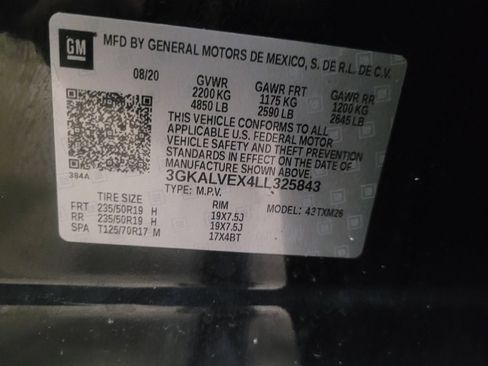 GM
MFD BY GENERAL MOTORS DE MEXICO, S. DE R.L. DE C.V.
08/20 GVWR GAWR FRT GAWR RR
2200 KG 1175 KG 1200 KG
4850 LB 2590 LB 2645 LB
THIS VEHICLE CONFORMS TO ALL
APPLICABLE U.S. FEDERAL MOTOR
VEHICLE SAFETY AND THEFT PREVENTION
STANDARDS IN EFFECT ON THE DATE OF
MANUFACTURE SHOWN ABOVE.
384A 3GKALVEX4LL325843
TYPE: M.P.V. MODEL: 43TXM26
TIRE SIZE RIM
FRT 235/50R19 H 19X7.5J
RR 235/50R19 H 19X7.5J
SPA T125/70R17 M 17X4BT